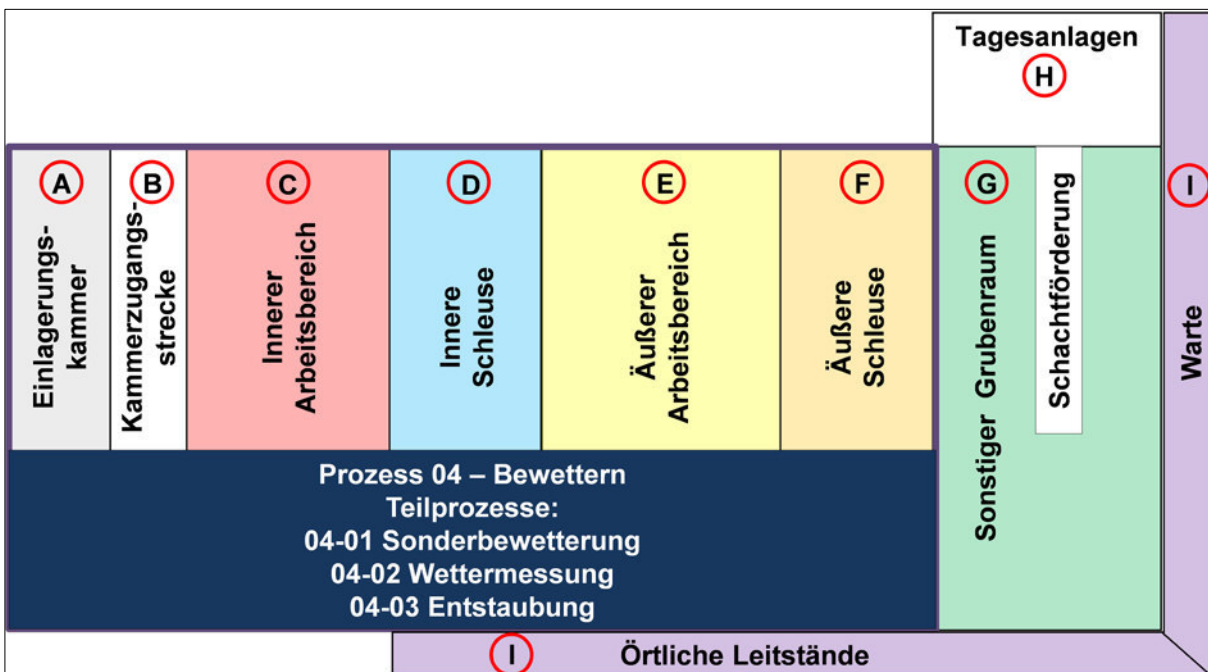 Tagesanlagen
H
A
Einlagerungs-
kammer
B
Kammerzugangs-
strecke
C
Innerer
Arbeitsbereich
D
Innere
Schleuse
E
Äußerer
Arbeitsbereich
F
Äußere
Schleuse
G
Sonstiger Grubenraum
Schachtförderung
I
Warte
Prozess 04 – Bewettern
Teilprozesse:
04-01 Sonderbewetterung
04-02 Wettermessung
04-03 Entstaubung
I
Örtliche Leitstände